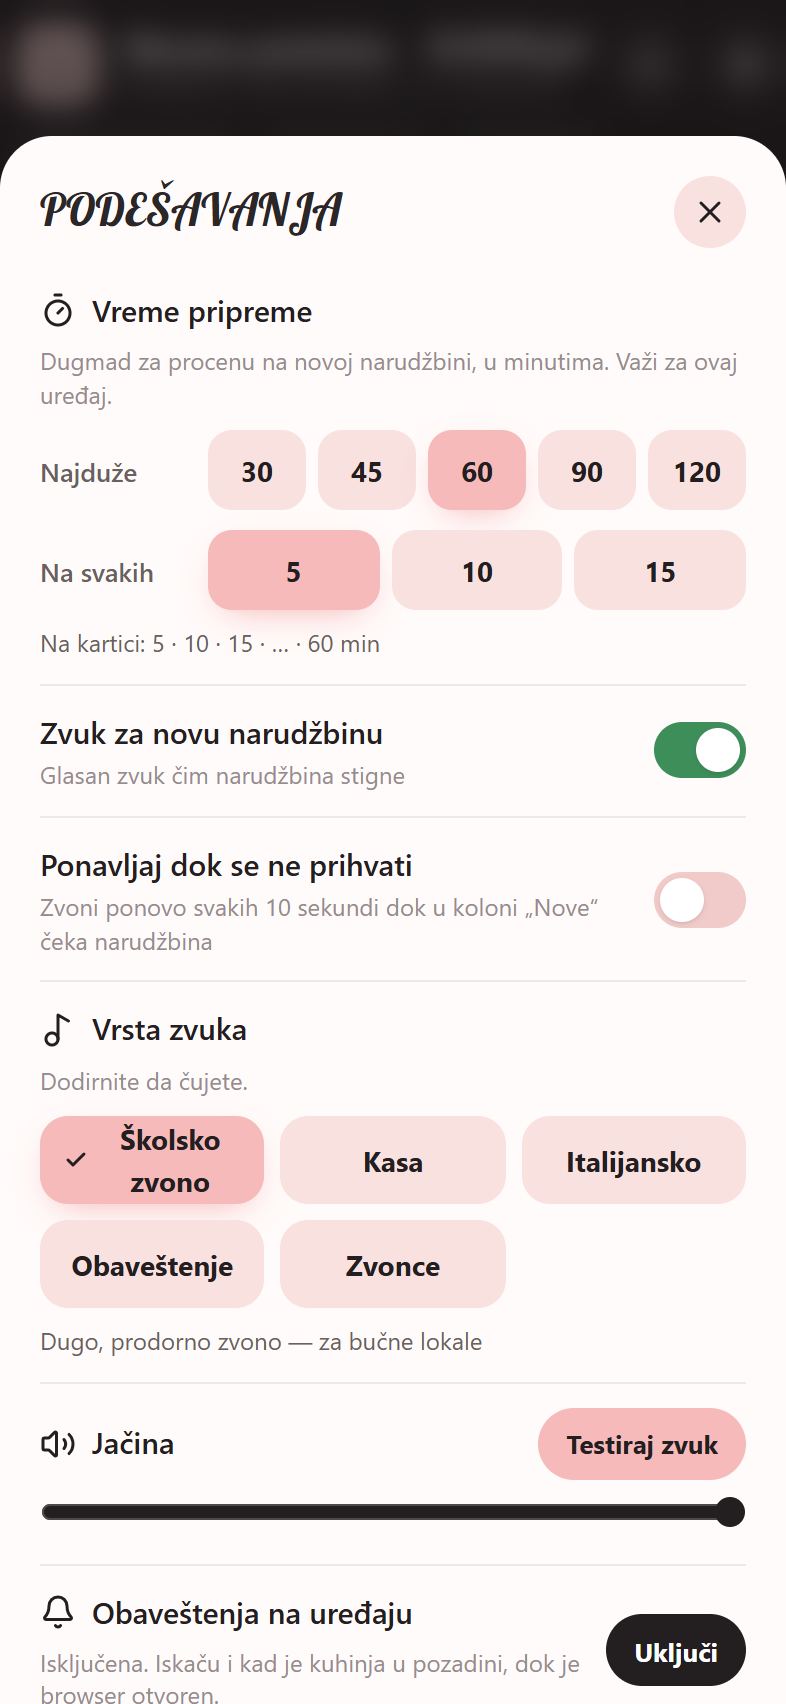 PODEŠAVANJA
Vreme pripreme
Dugmad za procenu na novoj narudžbini, u minutima. Važi za ovaj
uređaj.
Najduže 30 45 60 90 120
Na svakih 5 10 15
Na kartici: 5 · 10 · 15 · … · 60 min
Zvuk za novu narudžbinu
Glasan zvuk čim narudžbina stigne
Ponavljaj dok se ne prihvati
Zvoni ponovo svakih 10 sekundi dok u koloni „Nove“
čeka narudžbina
Vrsta zvuka
Dodirnite da čujete.
Školsko
zvono
Kasa
Italijansko
Obaveštenje
Zvonce
Dugo, prodorno zvono — za bučne lokale
Jačina
Testiraj zvuk
Obaveštenja na uređaju
Isključena. Iskaču i kad je kuhinja u pozadini, dok je
browser otvoren.
Uključi